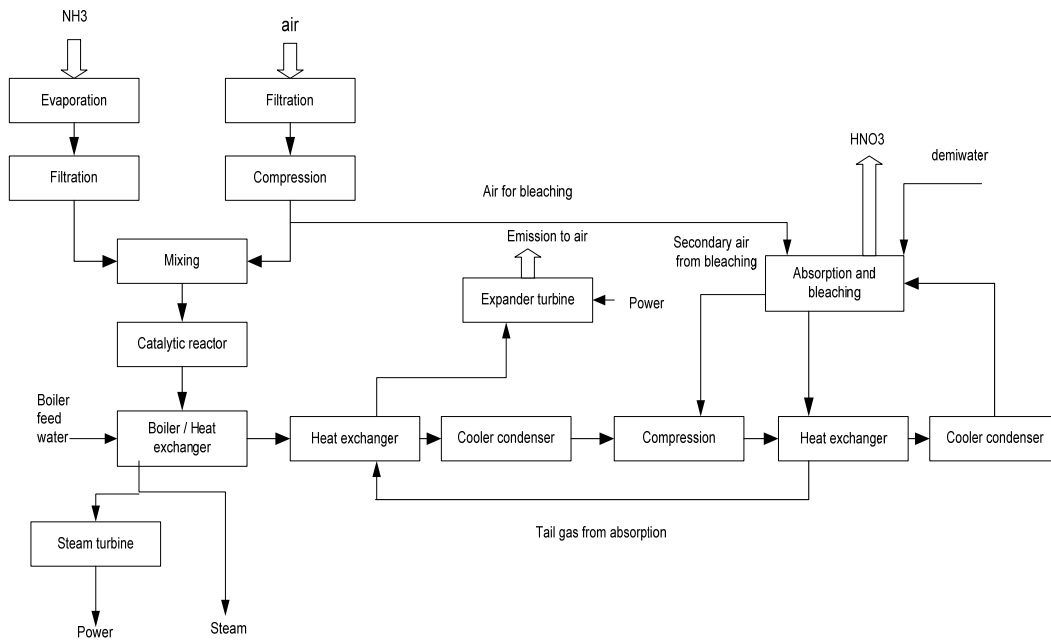 NH3
air
Evaporation
Filtration
Filtration
Compression
HNO3
demiwater
Air for bleaching
Mixing
Emission to air
Secondary air
from bleaching
Absorption and
bleaching
Expander turbine
Power
Catalytic reactor
Boiler
feed
water
Boiler / Heat
exchanger
Heat exchanger
Cooler condenser
Compression
Heat exchanger
Cooler condenser
Tail gas from absorption
Steam turbine
Power
Steam